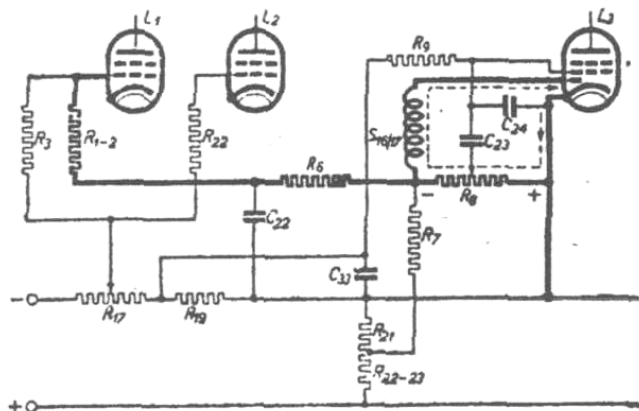 L1
L2
L3
R9
R3
R1-2
R22
S16/17
C24
C23
R6
R8
- +
C22
R7
C33
-
R17
R19
R21
R22-23
+